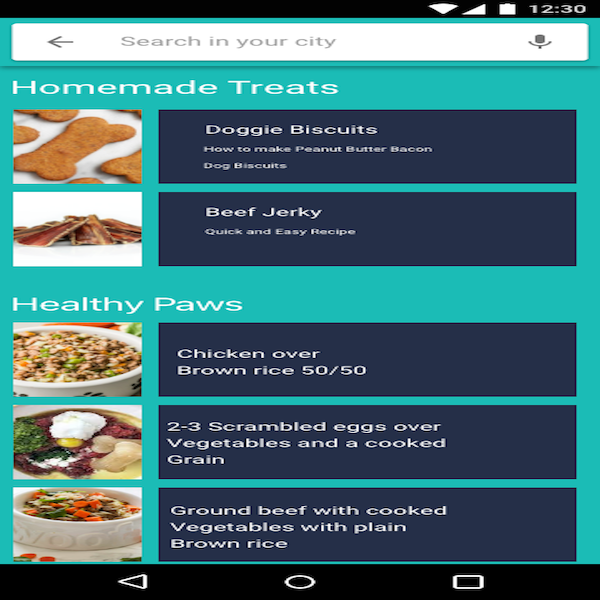 12:30
Search in your city
Homemade Treats
Doggie Biscuits
How to make Peanut Butter Bacon
Dog Biscuits
Beef Jerky
Quick and Easy Recipe
Healthy Paws
Chicken over
Brown rice 50/50
2-3 Scrambled eggs over
Vegetables and a cooked
Grain
Ground beef with cooked
Vegetables with plain
Brown rice